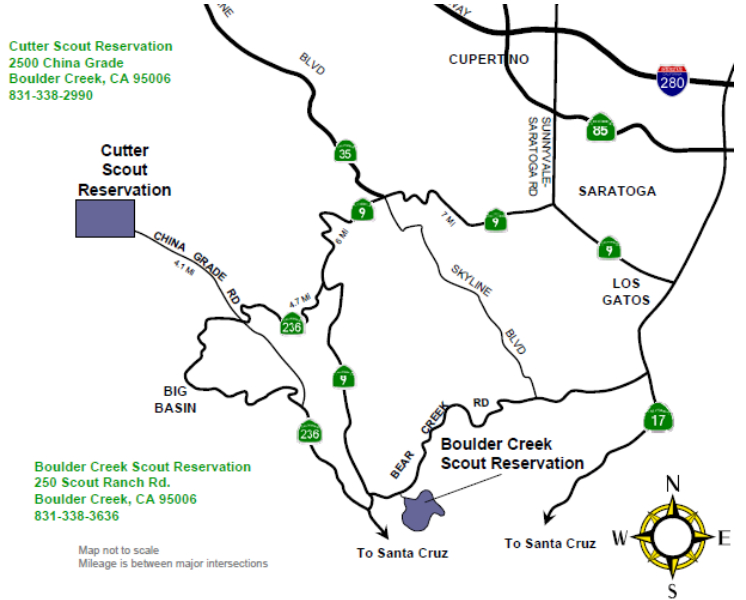 INE
BLVD
WAY
CUPERTINO
INTERSTATE
280
Cutter Scout Reservation
2500 China Grade
Boulder Creek, CA 95006
831-338-2990
35
85
SUNNYVALE-
SARATOGA RD
Cutter
Scout
Reservation
SARATOGA
9
6 Mi
7 Mi
9
9
CHINA GRADE RD
4.1 Mi
LOS
GATOS
SKYLINE
BLVD
4.7 Mi
236
9
BIG
BASIN
236
BEAR CREEK RD
17
Boulder Creek
Scout Reservation
Boulder Creek Scout Reservation
250 Scout Ranch Rd.
Boulder Creek, CA 95006
831-338-3636
Map not to scale
Mileage is between major intersections
To Santa Cruz
To Santa Cruz
N
W
E
S